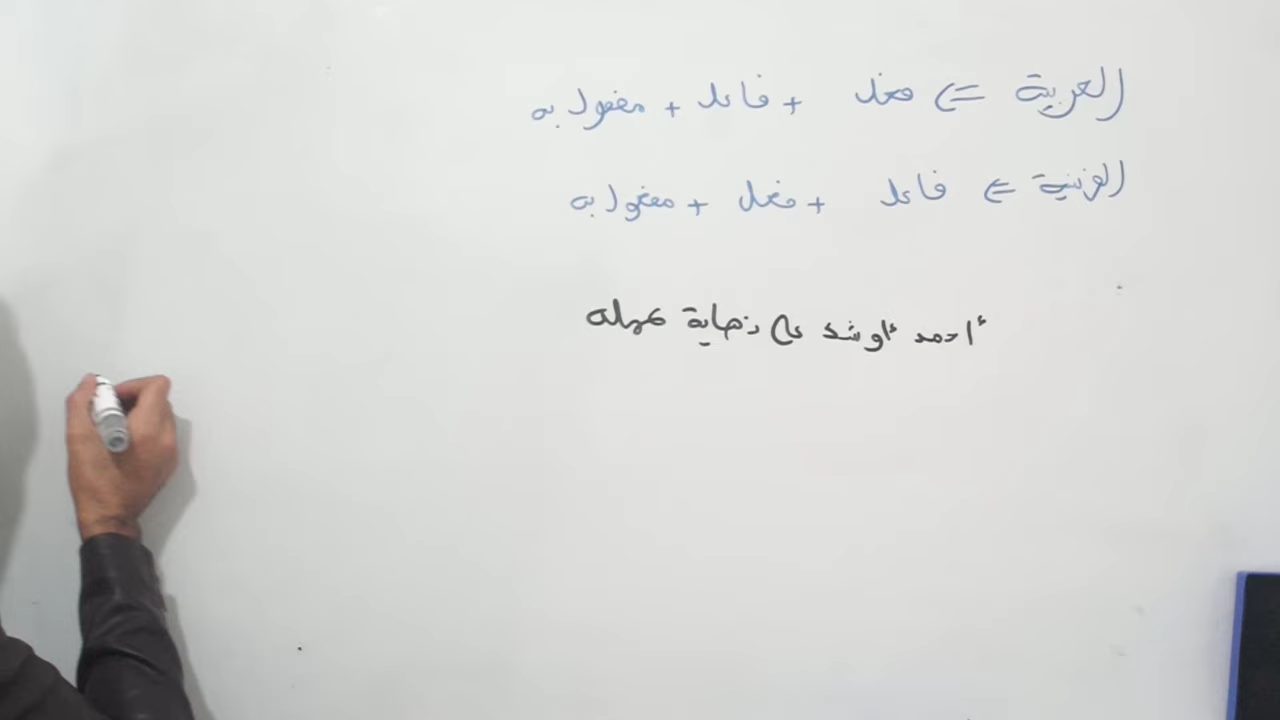 العربية => فعل + فاعل + مفعول به
الفرنسية => فاعل + فعل + مفعول به
أحمد أوشك على نهاية عمله